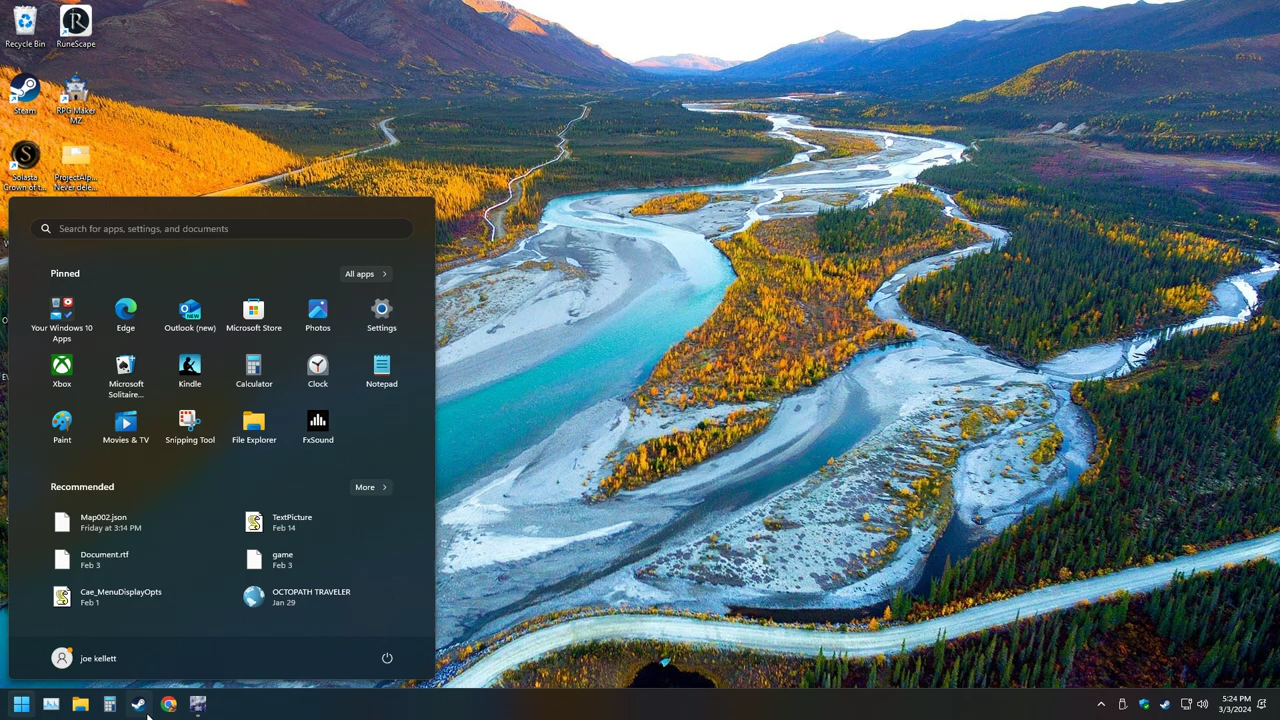 Recycle Bin
RuneScape
Steam
RPG Maker
MZ
Solasta
Crown of t...
ProjectAlp...
Never dele...
Search for apps, settings, and documents
Pinned
All apps
Your Windows 10
Apps
Edge
Outlook (new)
Microsoft Store
Photos
Settings
Xbox
Microsoft
Solitaire...
Kindle
Calculator
Clock
Notepad
Paint
Movies & TV
Snipping Tool
File Explorer
FxSound
Recommended
More
Map002.json
Friday at 3:14 PM
TextPicture
Feb 14
Document.rtf
Feb 3
game
Feb 3
Cae_MenuDisplayOpts
Feb 1
OCTOPATH TRAVELER
Jan 29
joe kellett
5:24 PM
3/3/2024